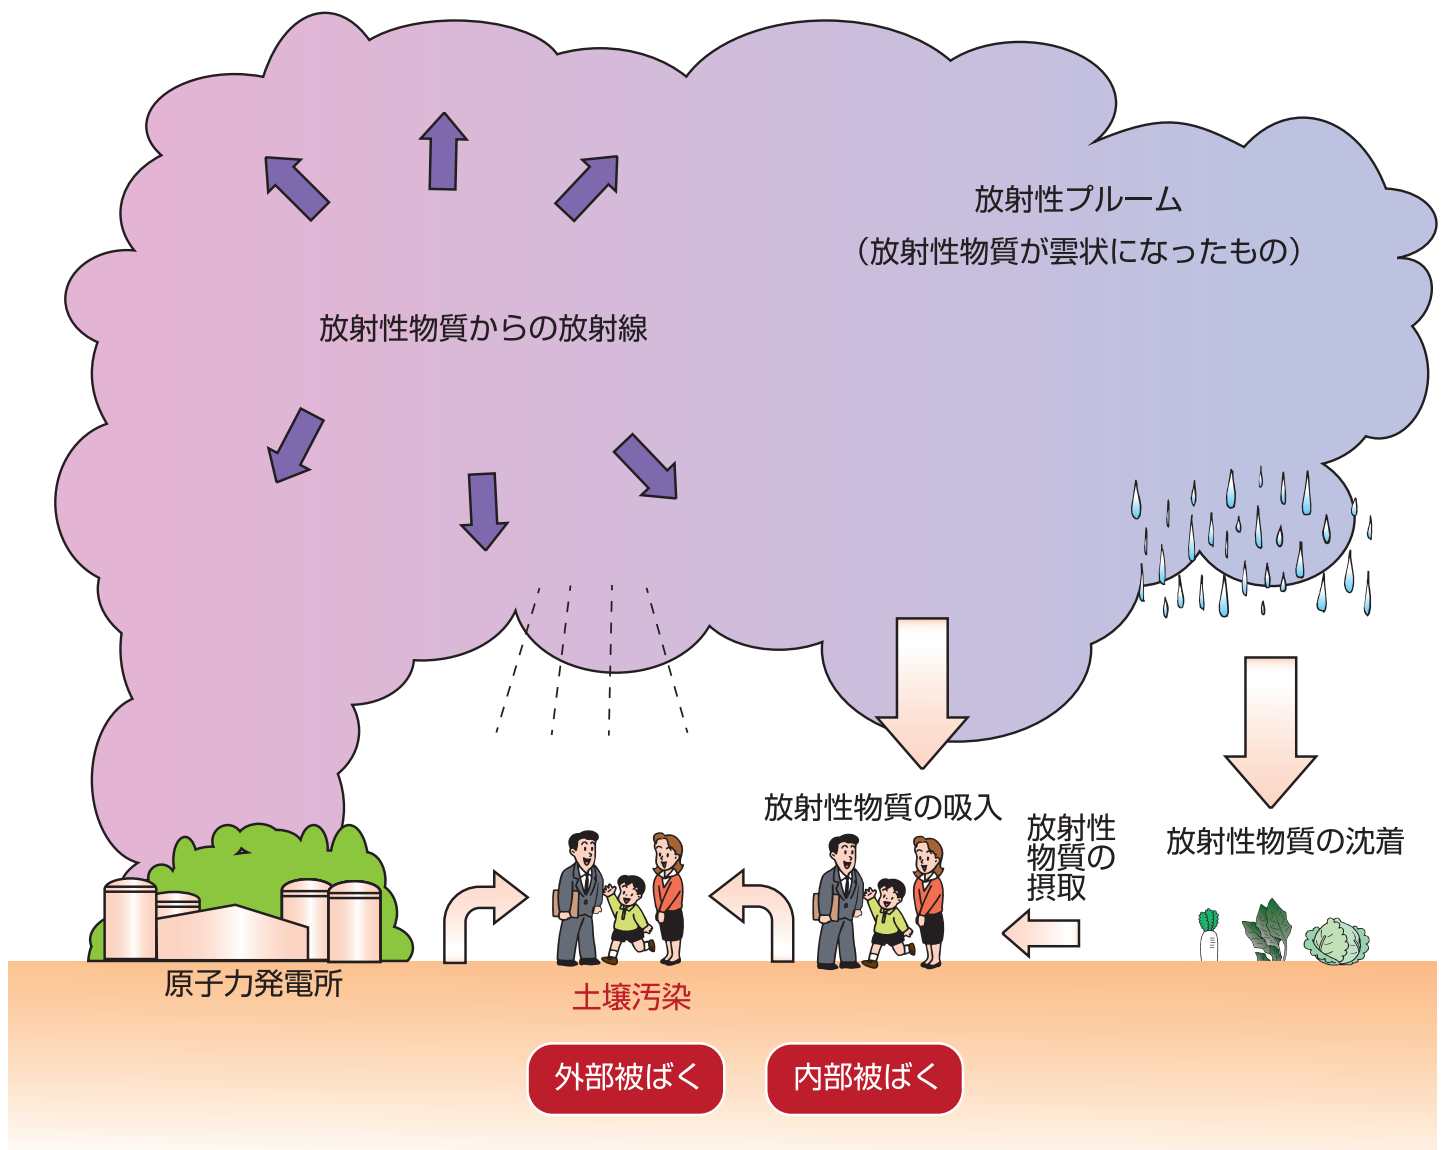 放射性プルーム
（放射性物質が雲状になったもの）
放射性物質からの放射線
放射性物質の吸入
放射性
物質の
摂取
放射性物質の沈着
原子力発電所
土壌汚染
外部被ばく
内部被ばく